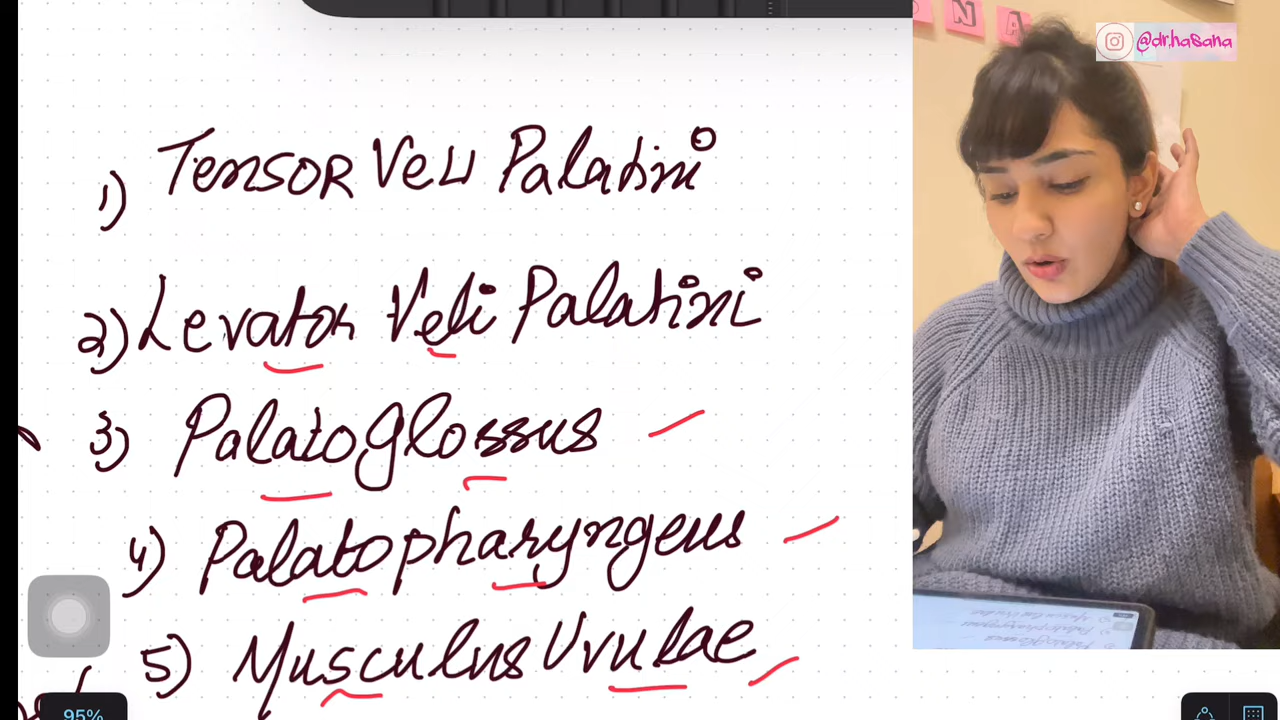 N A
@dr.hasana
1) Tensor Veli Palatini
2) Levator Veli Palatini
3) Palatoglossus
4) Palatopharyngeus
5) Musculus Uvulae
95%